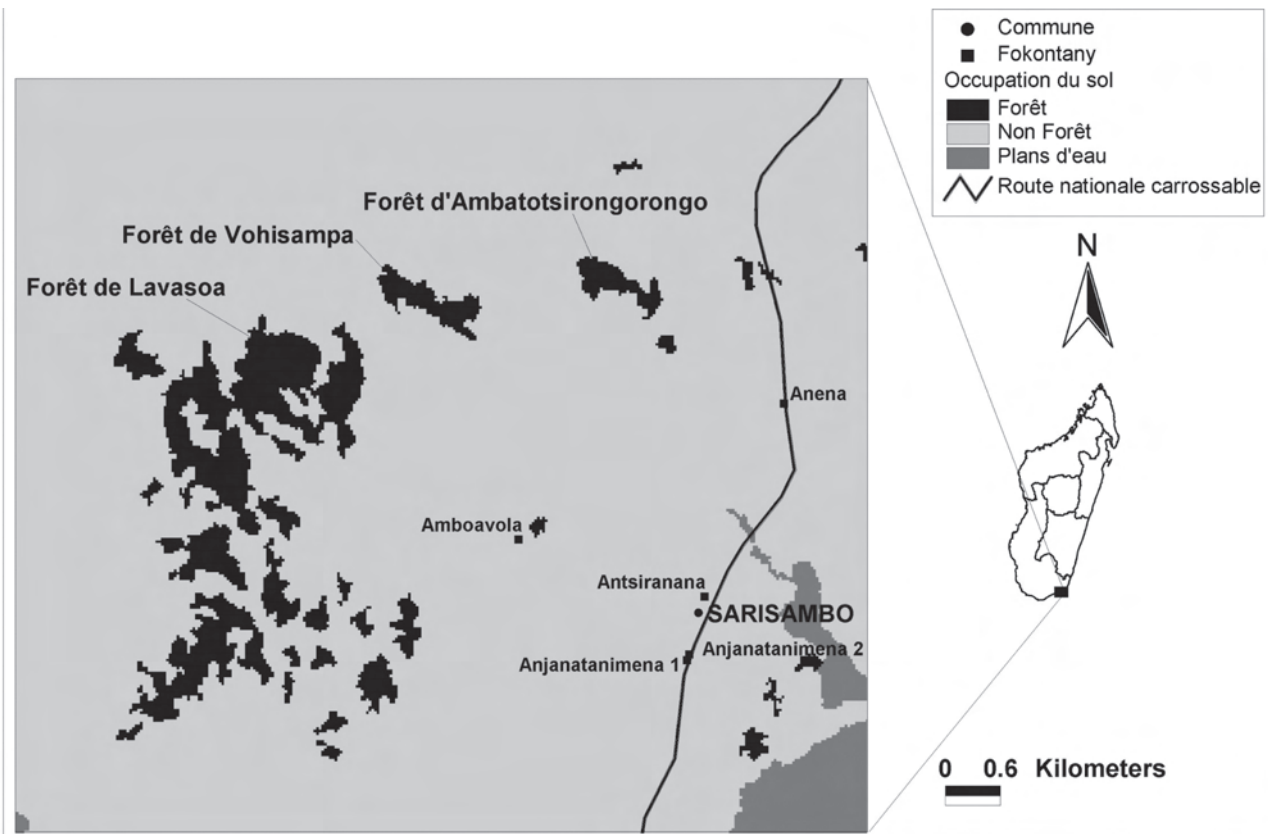 Commune
Fokontany
Occupation du sol
Forêt
Non Forêt
Plans d'eau
Route nationale carrossable
Forêt d'Ambatotsirongorongo
Forêt de Vohisampa
Forêt de Lavasoa
N
Anena
Amboavola
Antsiranana
SARISAMBO
Anjanatanimena 2
Anjanatanimena 1
0 0.6 Kilometers